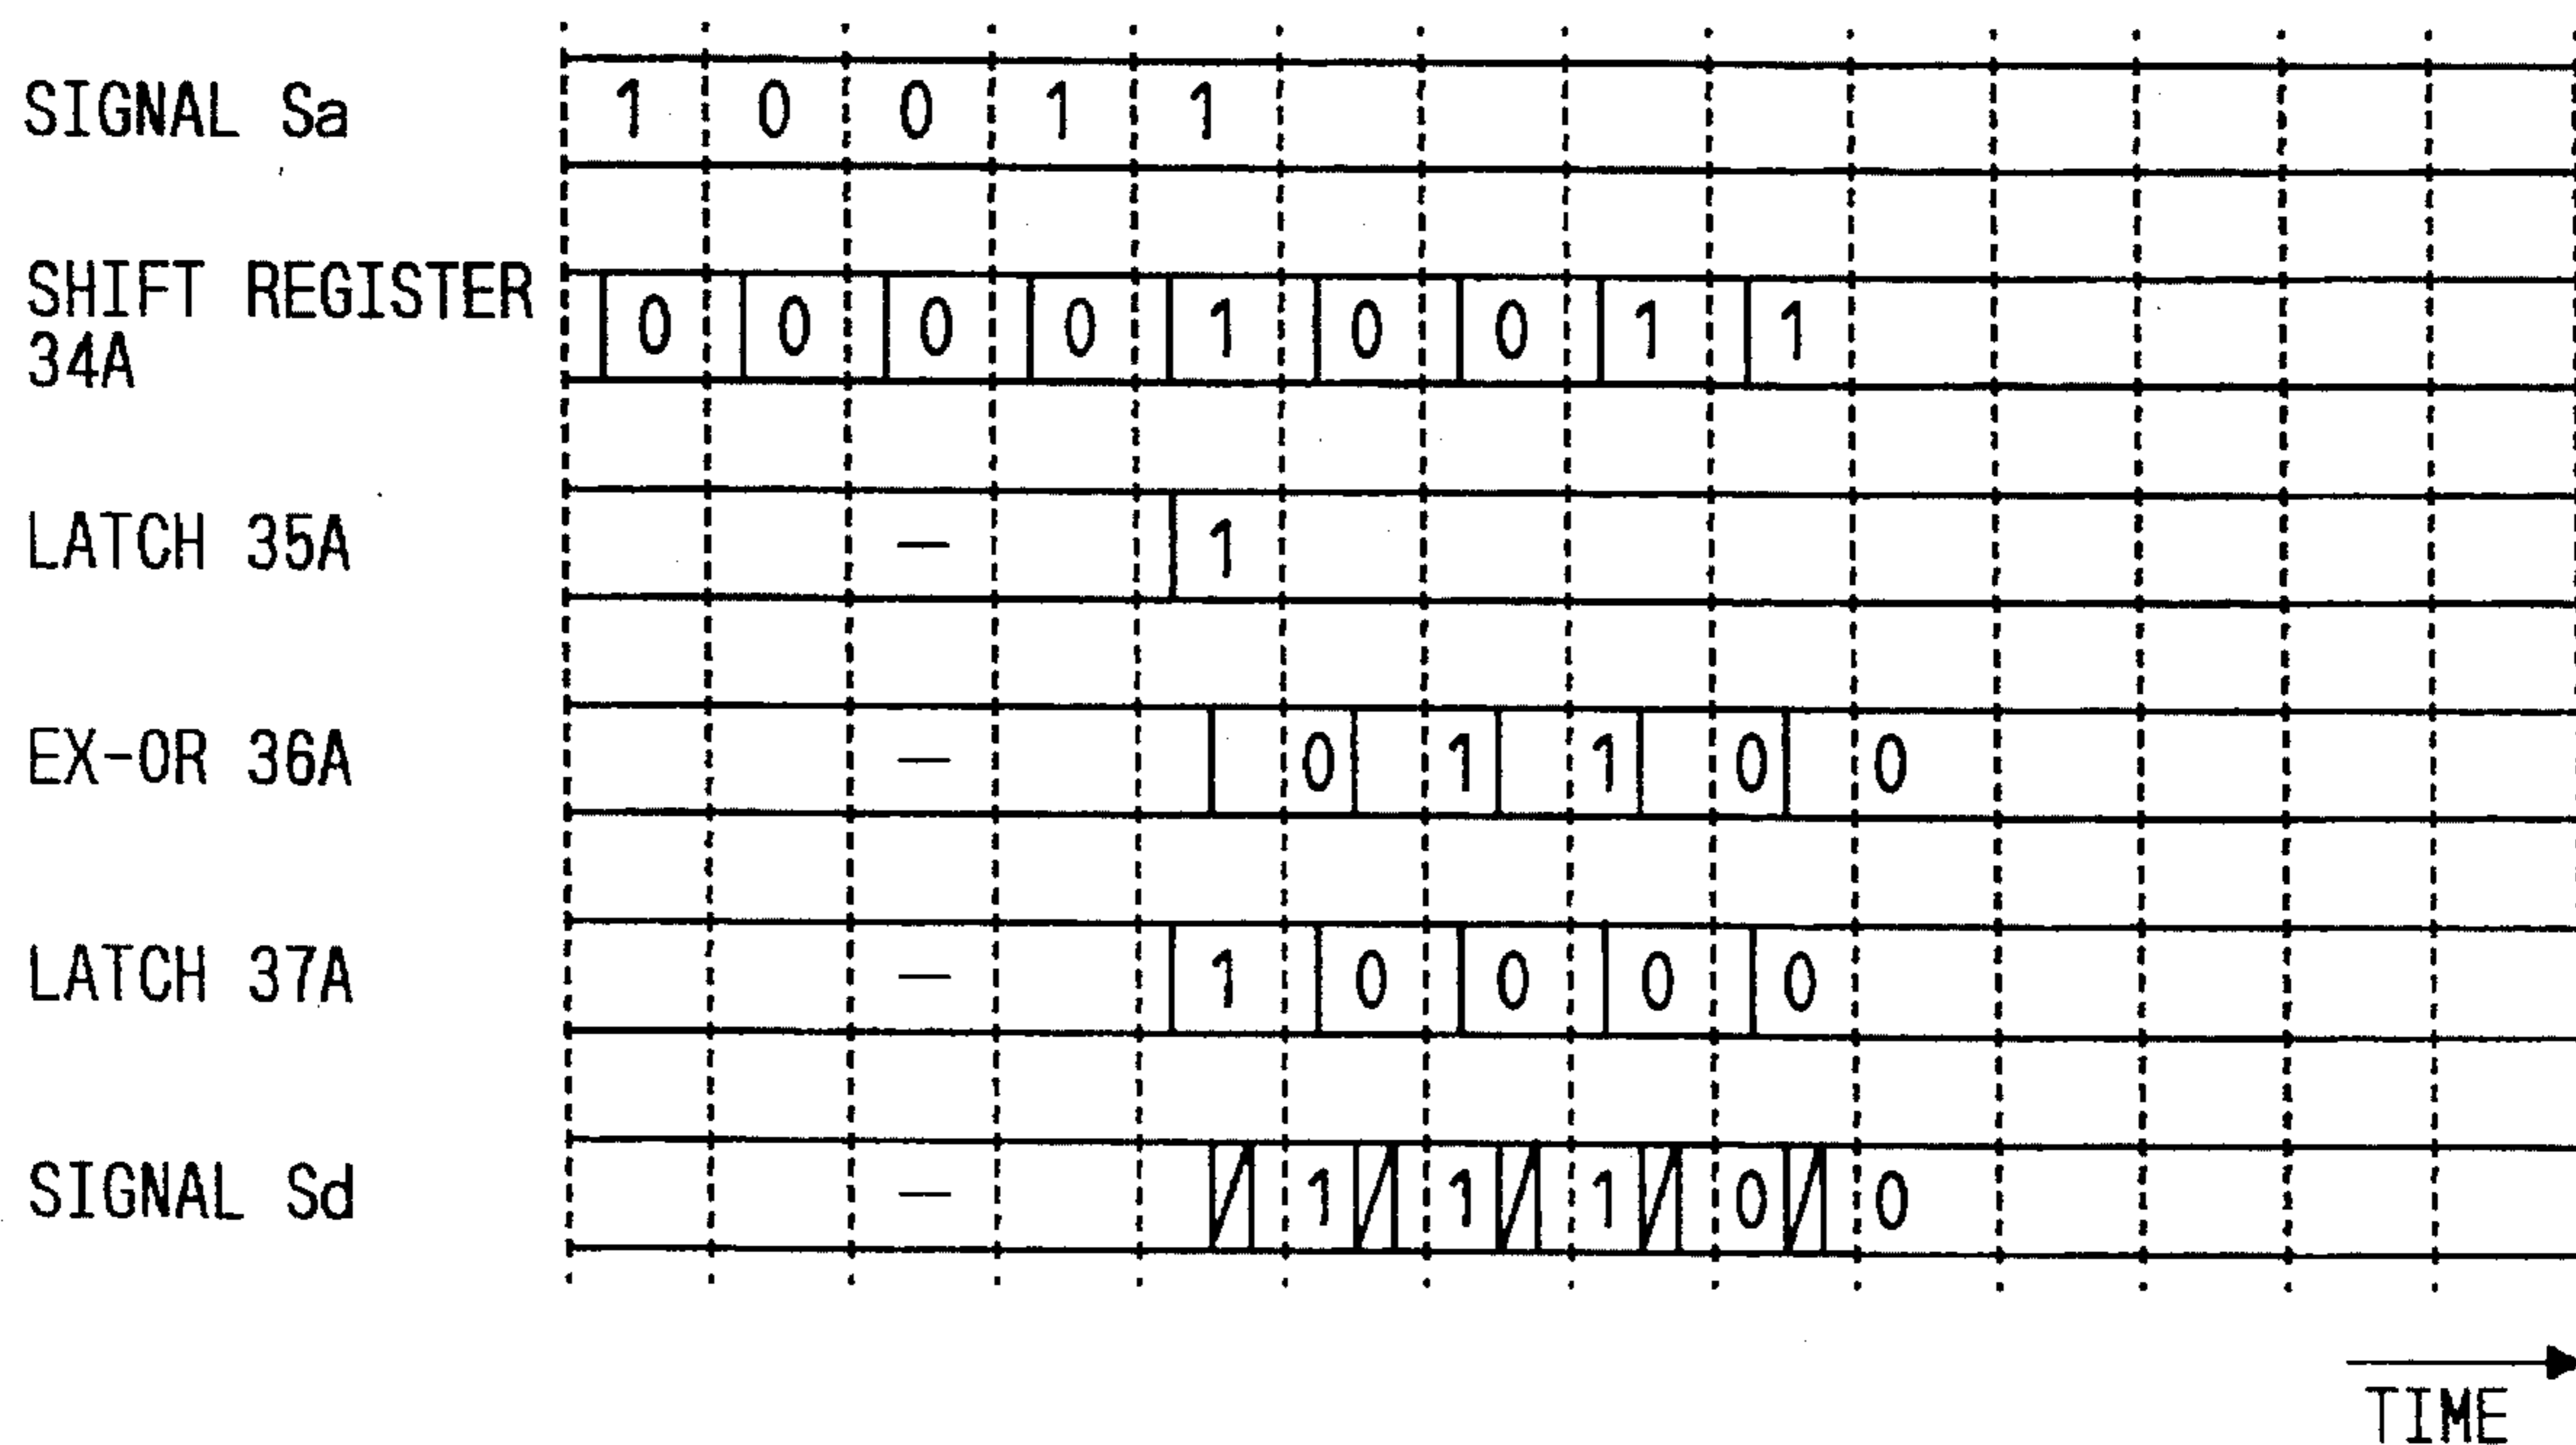 SIGNAL Sa 1 0 0 1 1
SHIFT REGISTER 0 0 0 0 1 0 0 1 1
34A
LATCH 35A – 1
EX-OR 36A – 0 1 1 0 0
LATCH 37A – 1 0 0 0 0
SIGNAL Sd – 1 1 1 0 0
TIME